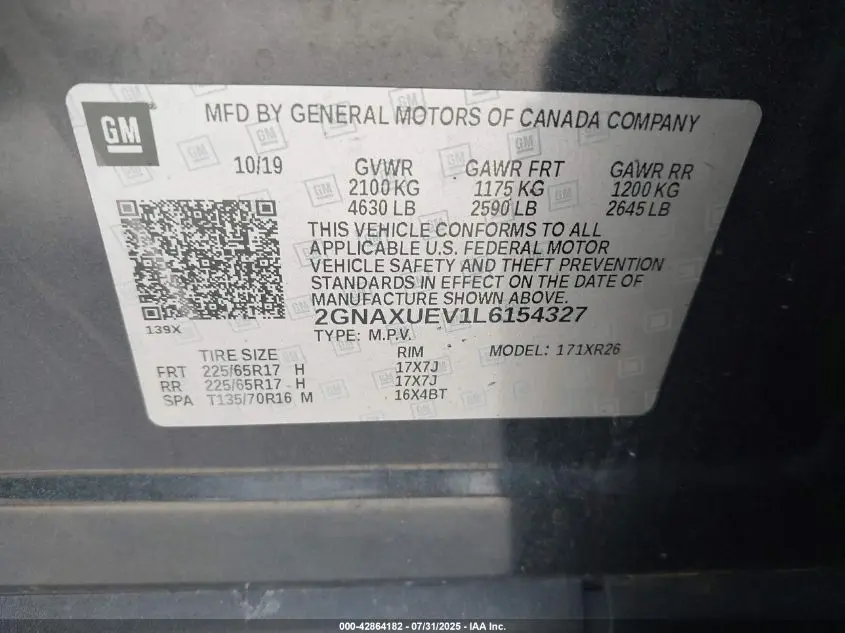 GM
MFD BY GENERAL MOTORS OF CANADA COMPANY
10/19 GVWR GAWR FRT GAWR RR
2100 KG 1175 KG 1200 KG
4630 LB 2590 LB 2645 LB
THIS VEHICLE CONFORMS TO ALL
APPLICABLE U.S. FEDERAL MOTOR
VEHICLE SAFETY AND THEFT PREVENTION
STANDARDS IN EFFECT ON THE DATE OF
MANUFACTURE SHOWN ABOVE.
2GNAXUEV1L6154327
139X
TYPE: M.P.V.
TIRE SIZE RIM MODEL: 171XR26
FRT 225/65R17 H 17X7J
RR 225/65R17 H 17X7J
SPA T135/70R16 M 16X4BT
000-42864182 - 07/31/2025 - IAA Inc.